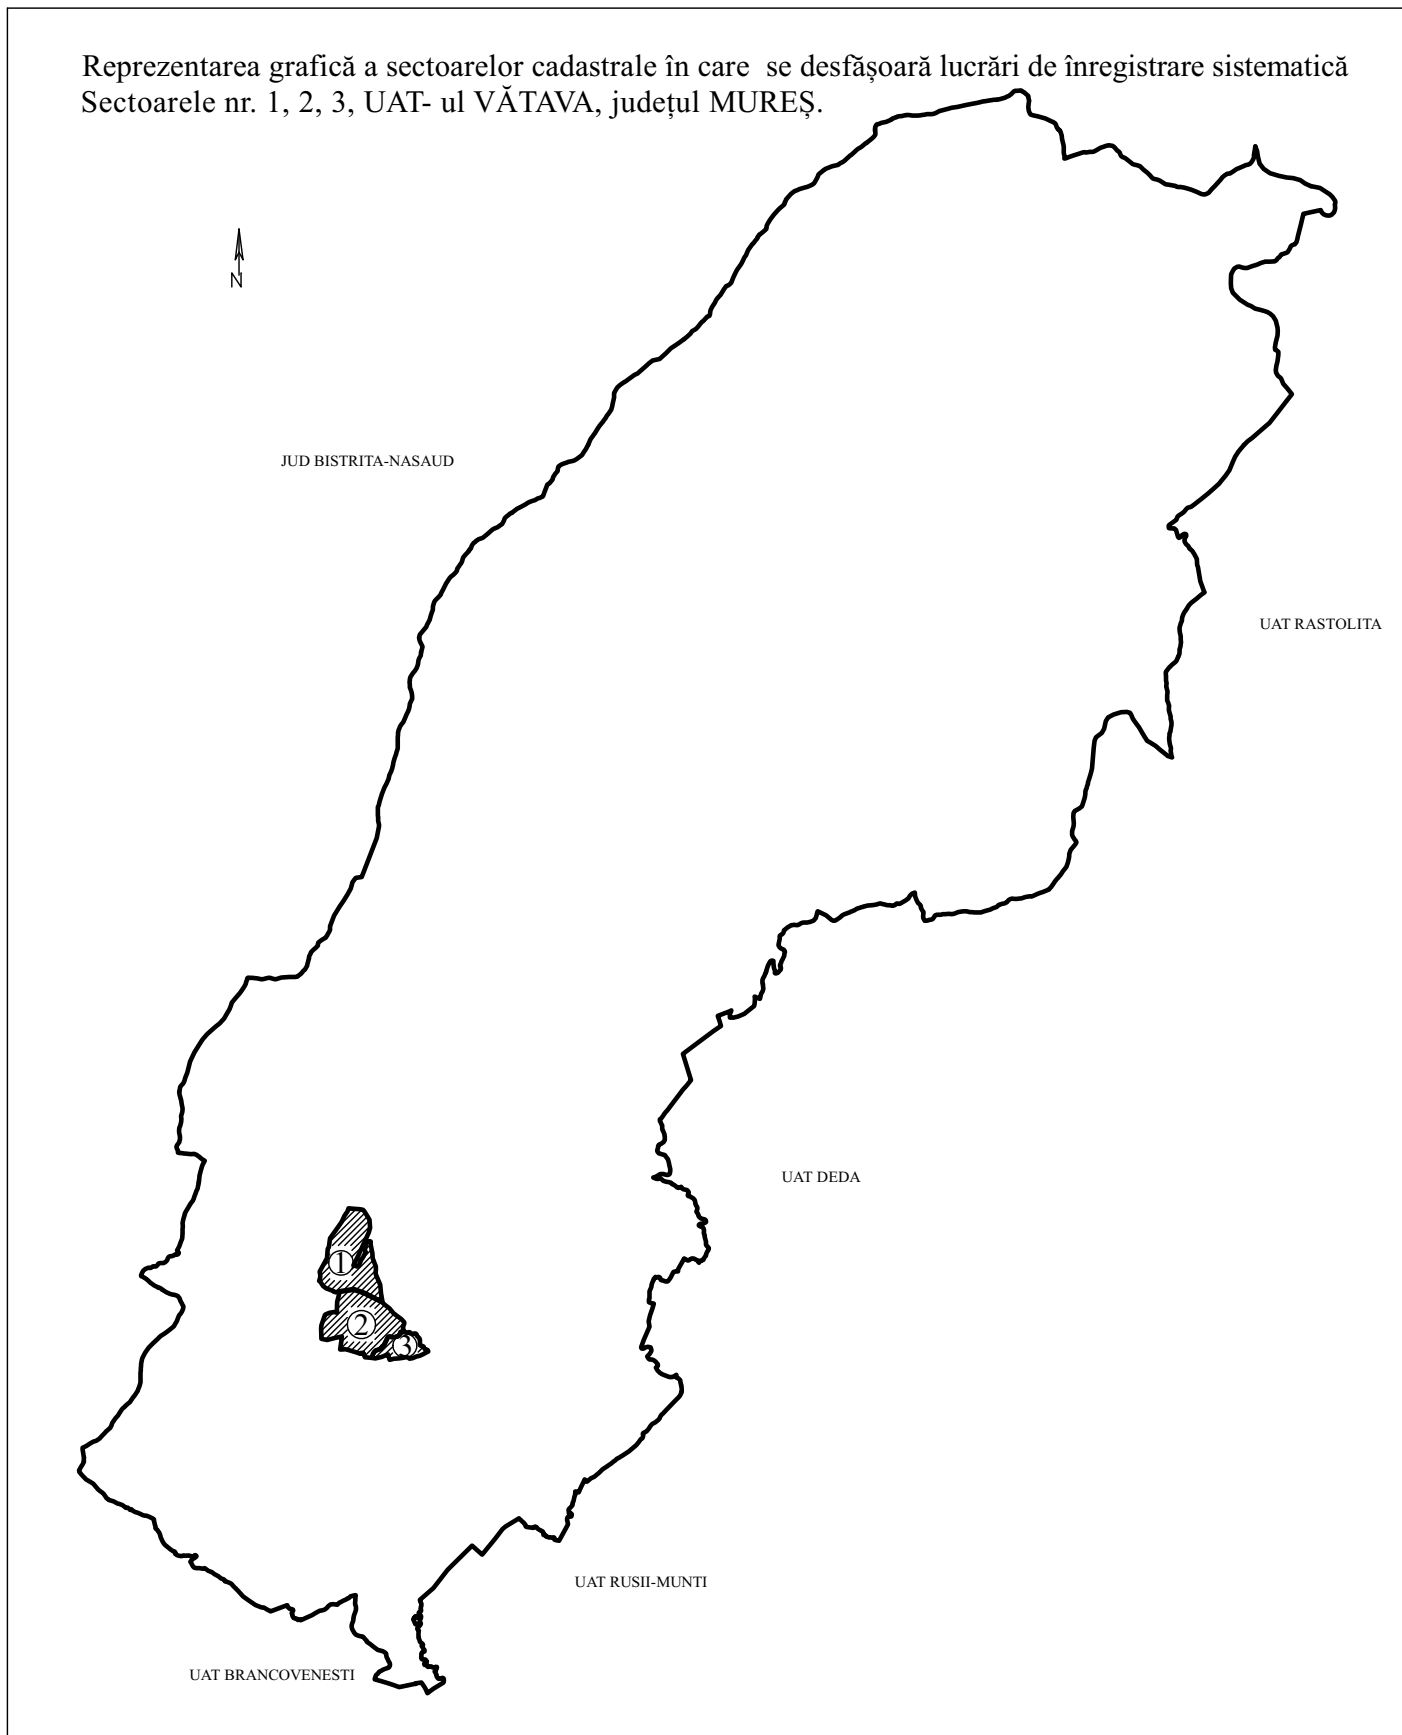 Reprezentarea grafică a sectoarelor cadastrale în care se desfășoară lucrări de înregistrare sistematică
Sectoarele nr. 1, 2, 3, UAT- ul VĂTAVA, județul MUREȘ.
N
JUD BISTRITA-NASAUD
UAT RASTOLITA
UAT DEDA
1
2
3
UAT RUSII-MUNTI
UAT BRANCOVENESTI